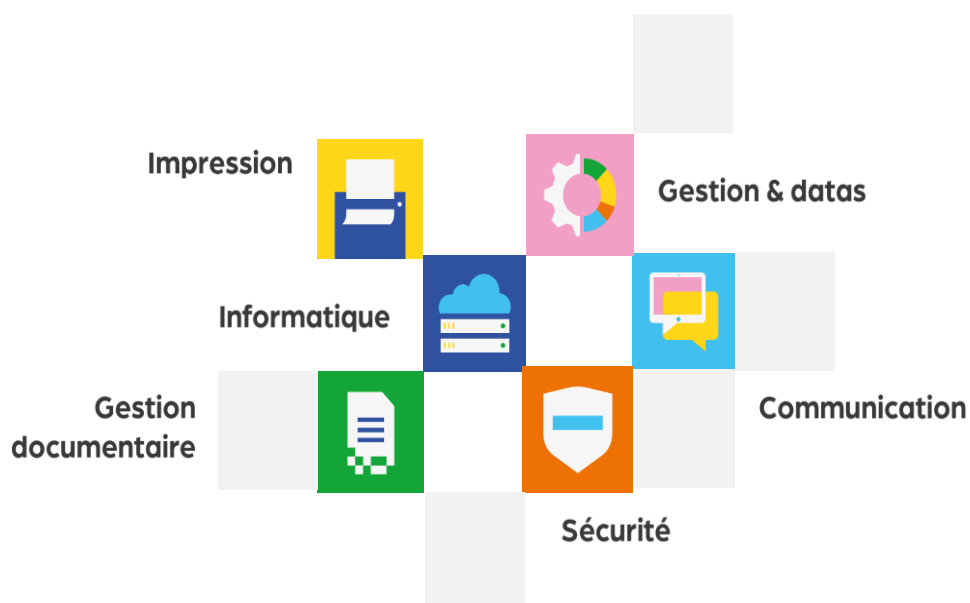 Impression
Gestion & datas
Informatique
Gestion
documentaire
Communication
Sécurité